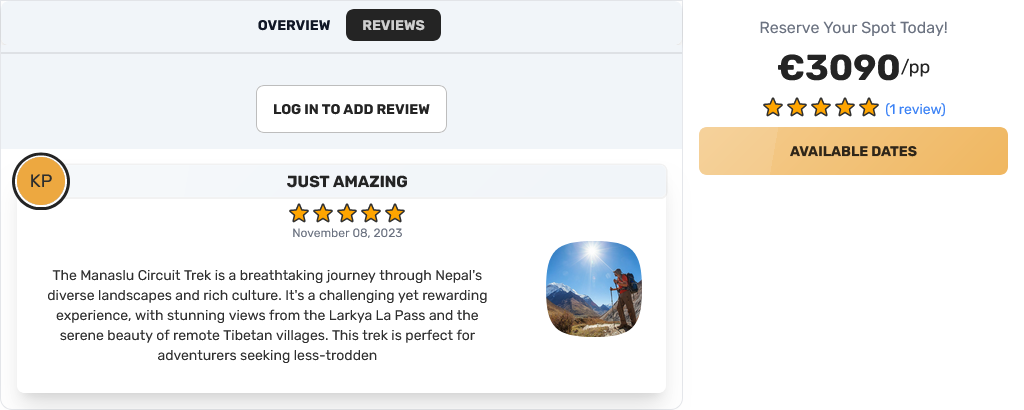 OVERVIEW
REVIEWS
LOG IN TO ADD REVIEW
KP
JUST AMAZING
November 08, 2023
The Manaslu Circuit Trek is a breathtaking journey through Nepal's
diverse landscapes and rich culture. It's a challenging yet rewarding
experience, with stunning views from the Larkya La Pass and the
serene beauty of remote Tibetan villages. This trek is perfect for
adventurers seeking less-trodden
Reserve Your Spot Today!
€3090/pp
(1 review)
AVAILABLE DATES